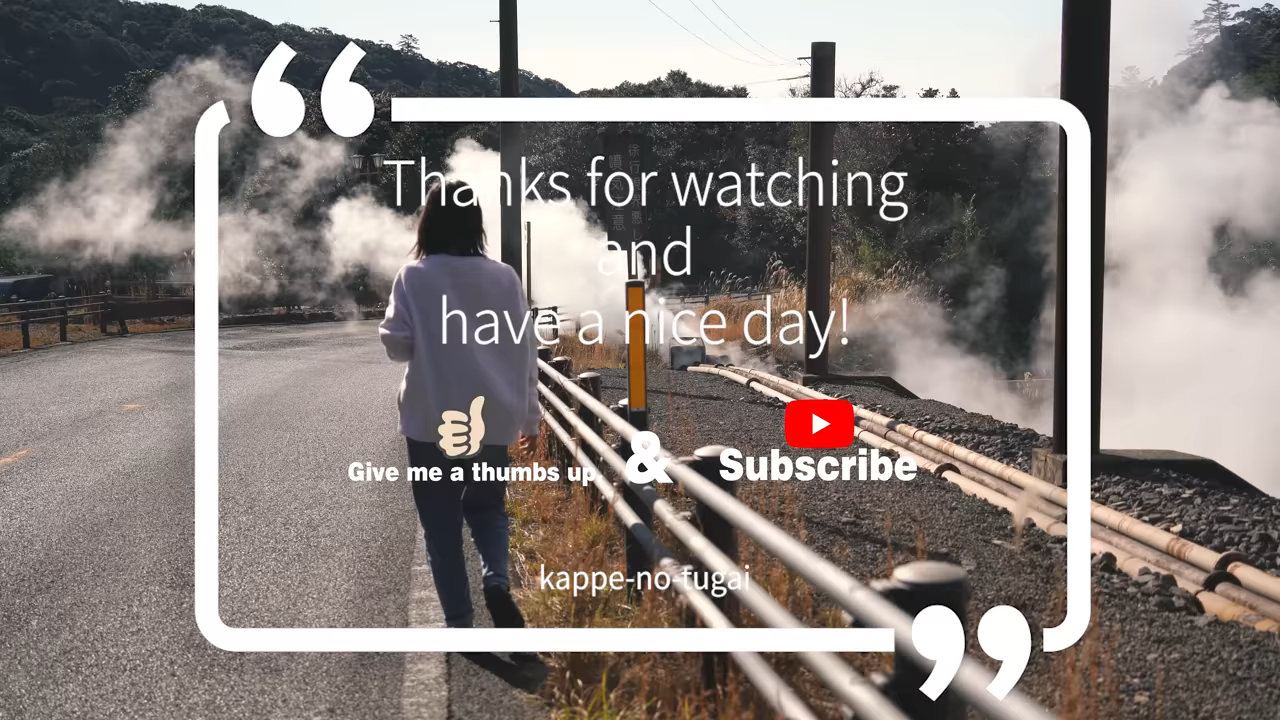 Thanks for watching
and
have a nice day!
Give me a thumbs up
&
Subscribe
kappe-no-fugai